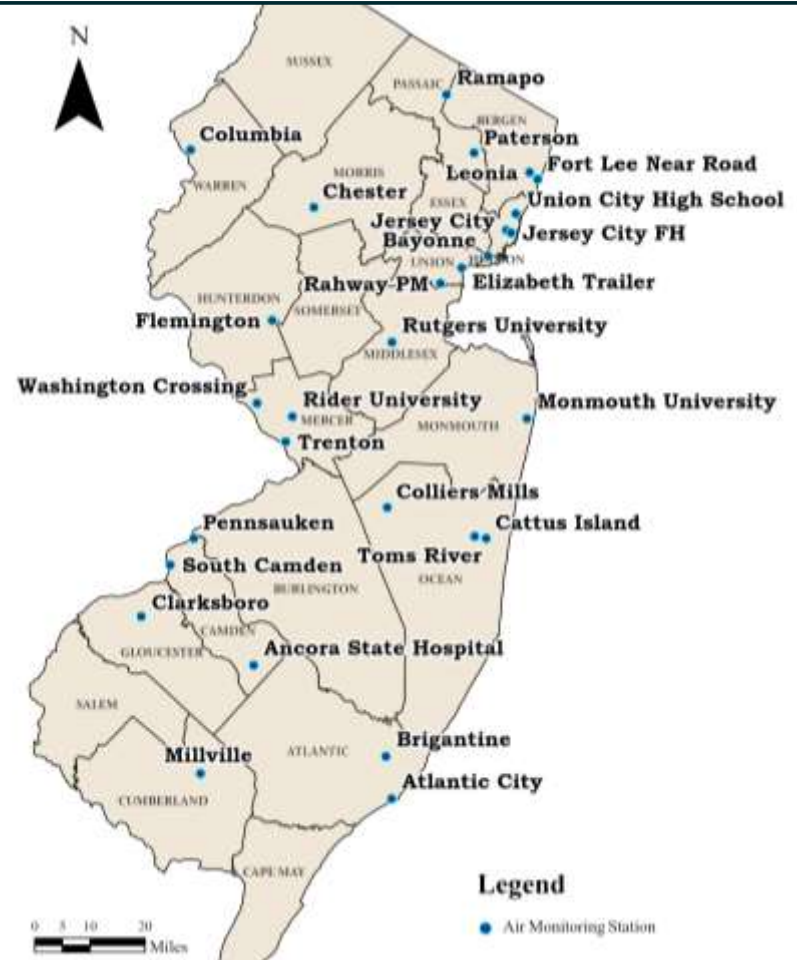 N
SUSSEX
PASSAIC
Ramapo
BERGEN
Columbia
Paterson
Leonia
Fort Lee Near Road
WARREN
MORRIS
Chester
ESSEX
Union City High School
Jersey City
Jersey City FH
Bayonne
UNION
HUDSON
Rahway-PM
Elizabeth Trailer
HUNTERDON
SOMERSET
Flemington
Rutgers University
MIDDLESEX
Washington Crossing
Rider University
MERCER
Monmouth University
MONMOUTH
Trenton
Colliers Mills
Pennsauken
Cattus Island
Toms River
South Camden
OCEAN
BURLINGTON
Clarksboro
CAMDEN
GLOUCESTER
Ancora State Hospital
SALEM
Brigantine
Millville
ATLANTIC
Atlantic City
CUMBERLAND
CAPE MAY
Legend
Air Monitoring Station
0 5 10 20
Miles